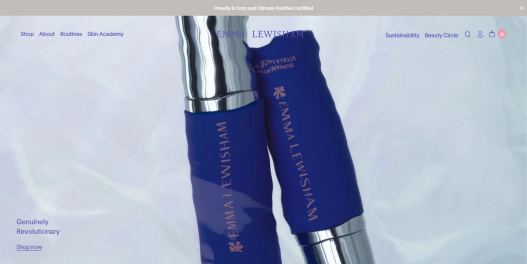 Proudly B Corp and Climate Positive Certified
Shop About Routines Skin Academy
EMMA LEWISHAM
Sustainability Beauty Circle
EMMA LEWISHAM
EMMA LEWISHAM
Genuinely
Revolutionary
Shop now